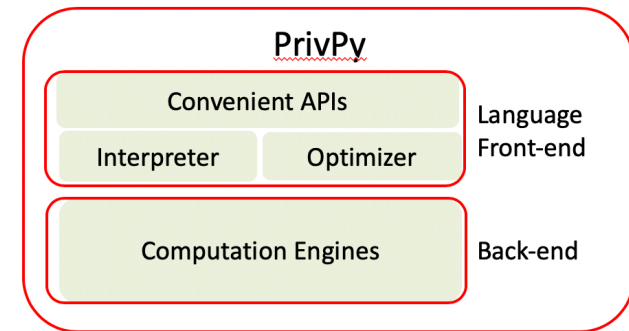 PrivPy
Convenient APIs
Interpreter
Optimizer
Language
Front-end
Computation Engines
Back-end